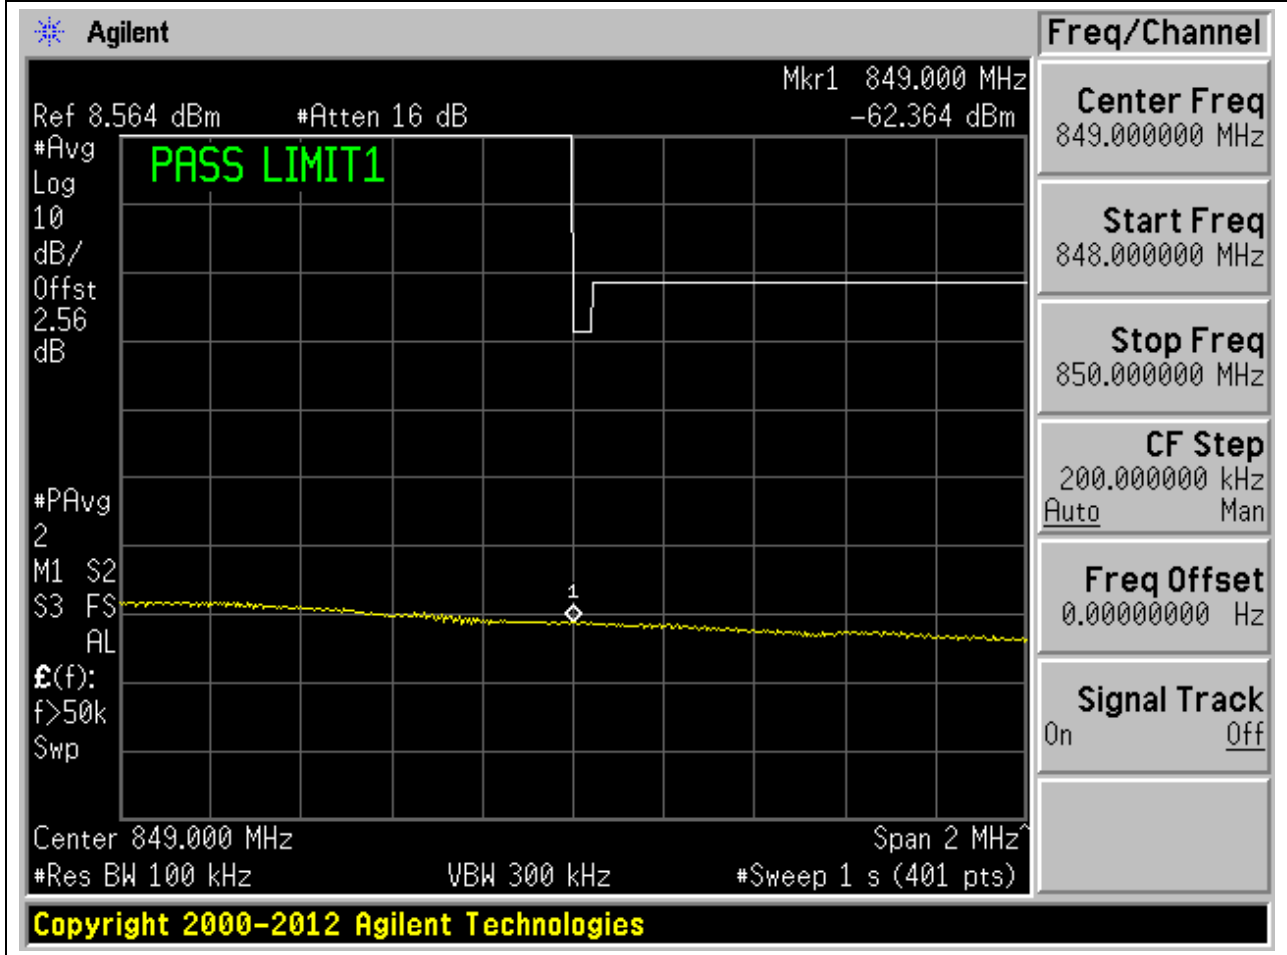 Agilent
Freq/Channel
Mkr1 849.000 MHz
Ref 8.564 dBm #Atten 16 dB -62.364 dBm
#Avg
Log
10
dB/
Offst
2.56
dB
PASS LIMIT1
#PAvg
2
M1 S2
S3 FS
AL
£(f):
f>50k
Swp
1
Center 849.000 MHz Span 2 MHz^
#Res BW 100 kHz VBW 300 kHz #Sweep 1 s (401 pts)
Center Freq
849.000000 MHz
Start Freq
848.000000 MHz
Stop Freq
850.000000 MHz
CF Step
200.000000 kHz
Auto Man
Freq Offset
0.00000000 Hz
Signal Track
On Off
Copyright 2000-2012 Agilent Technologies